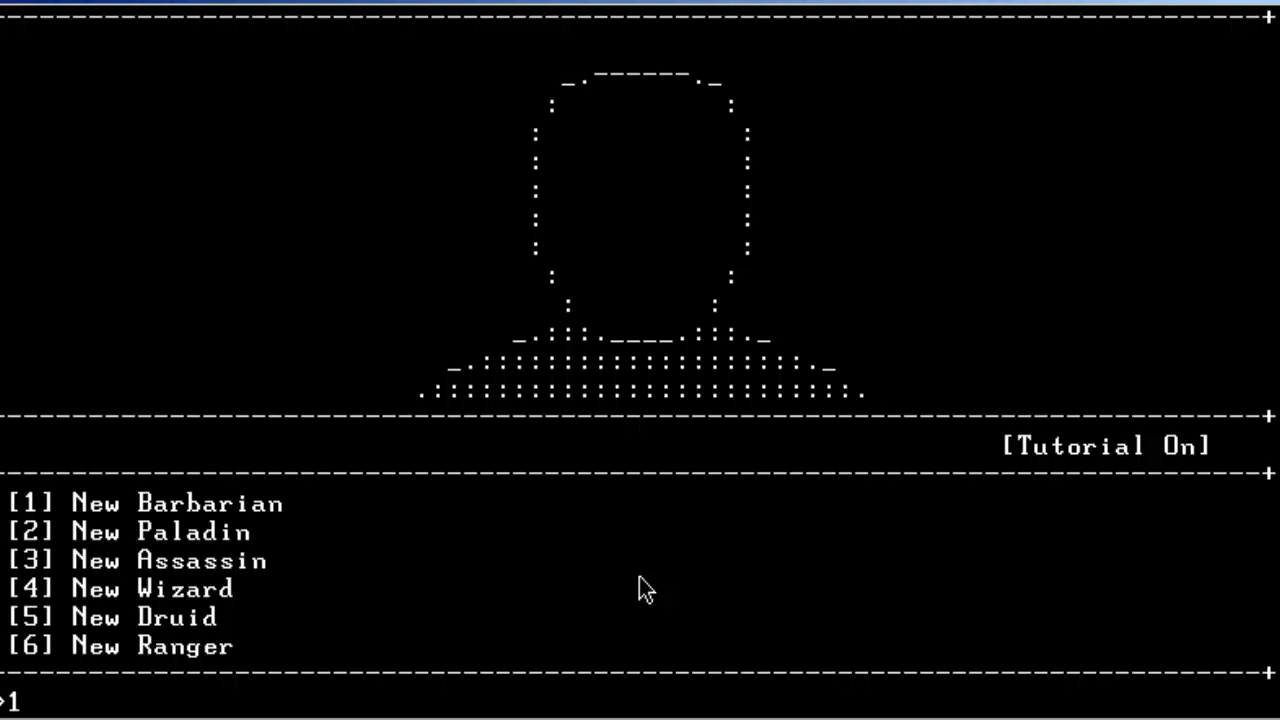 [Tutorial On]
[1] New Barbarian
[2] New Paladin
[3] New Assassin
[4] New Wizard
[5] New Druid
[6] New Ranger
>1